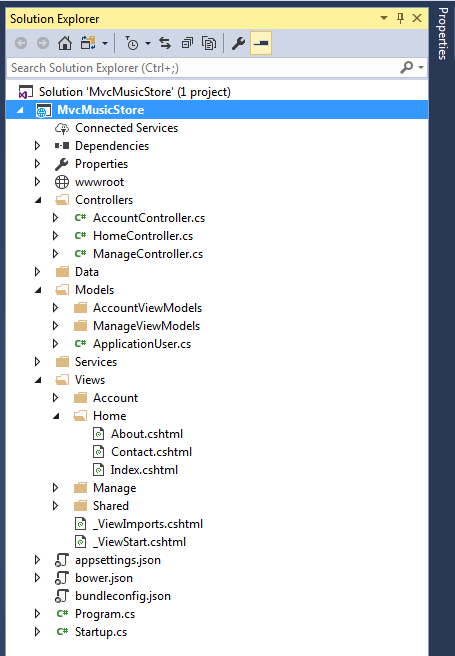 Solution Explorer
Properties
Search Solution Explorer (Ctrl+;)
Solution 'MvcMusicStore' (1 project)
MvcMusicStore
Connected Services
Dependencies
Properties
wwwroot
Controllers
C# AccountController.cs
C# HomeController.cs
C# ManageController.cs
Data
Models
AccountViewModels
ManageViewModels
C# ApplicationUser.cs
Services
Views
Account
Home
About.cshtml
Contact.cshtml
Index.cshtml
Manage
Shared
_ViewImports.cshtml
_ViewStart.cshtml
appsettings.json
bower.json
bundleconfig.json
C# Program.cs
C# Startup.cs